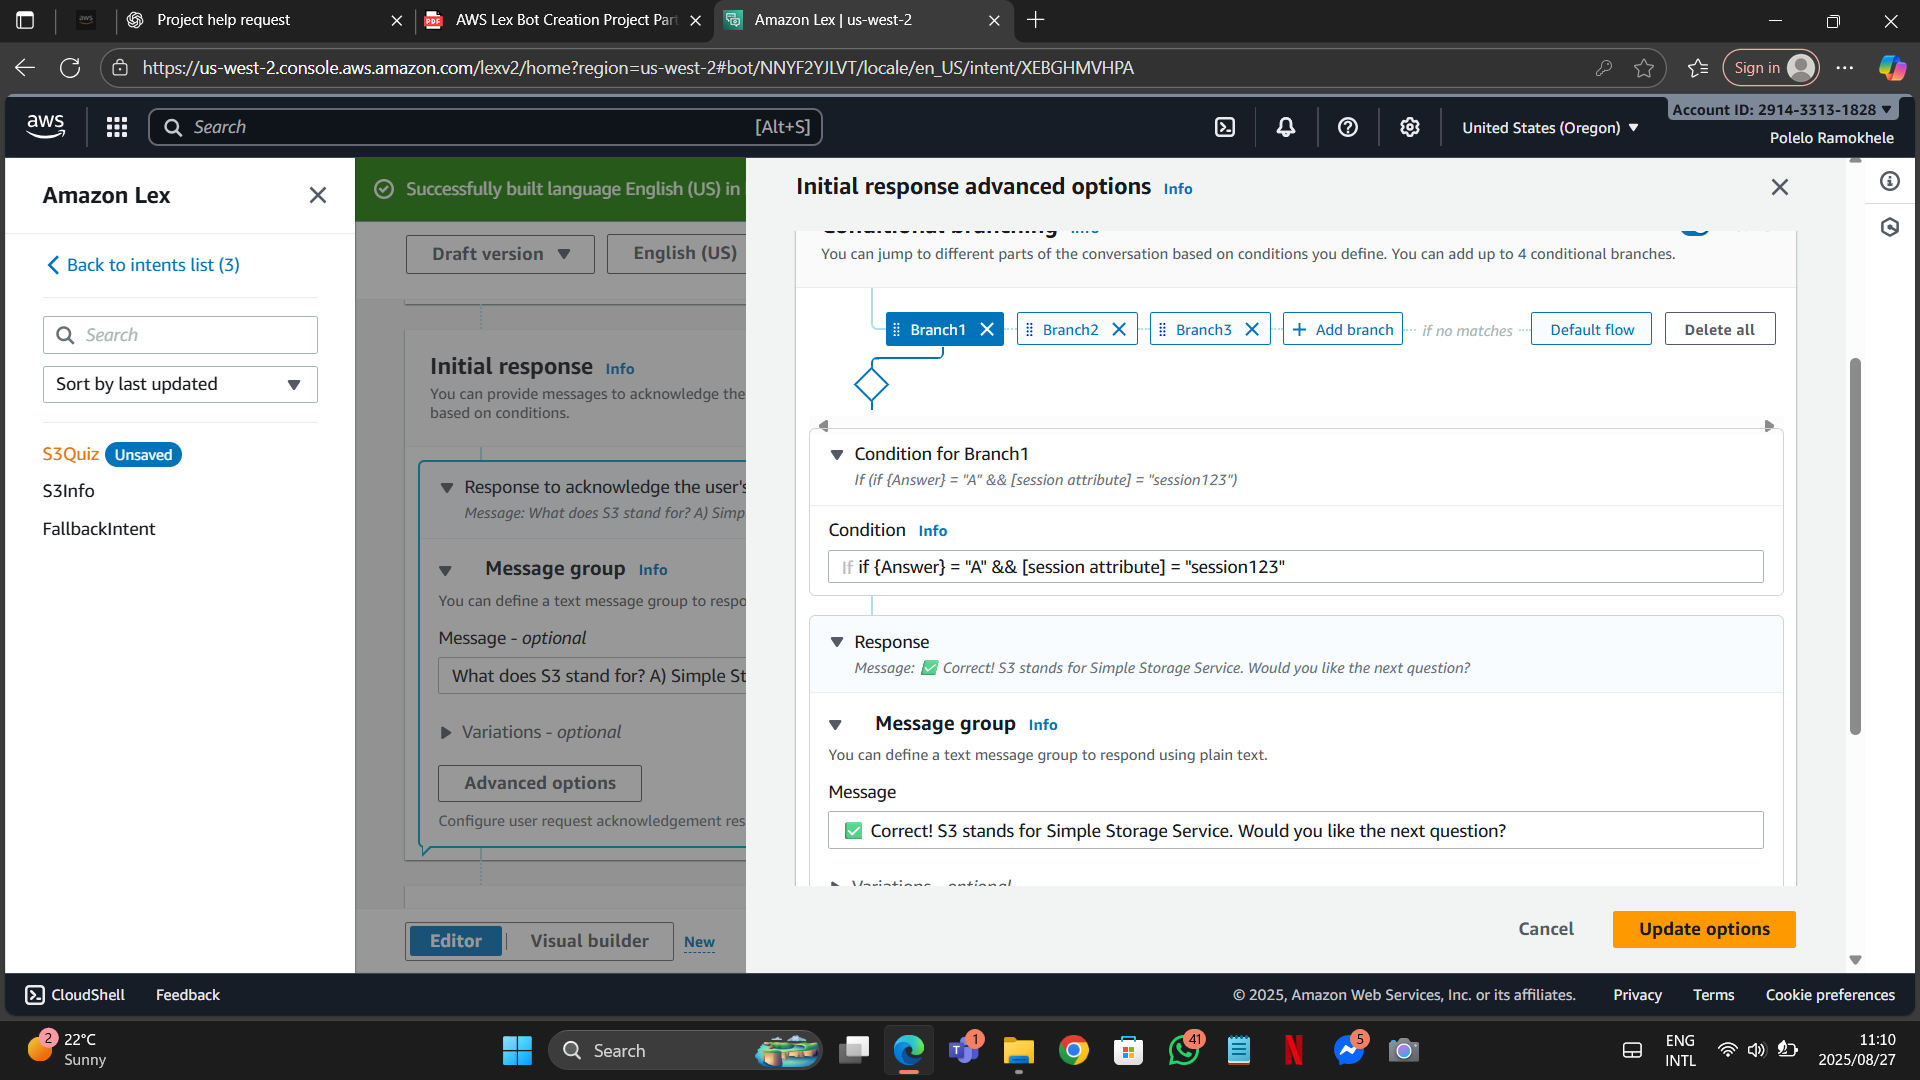 Project help request
AWS Lex Bot Creation Project Part
Amazon Lex | us-west-2
https://us-west-2.console.aws.amazon.com/lexv2/home?region=us-west-2#bot/NNYF2YJLVT/locale/en_US/intent/XEBGHMVHPA
Sign in
aws
Search
[Alt+S]
United States (Oregon)
Account ID: 2914-3313-1828
Polelo Ramokhele
Amazon Lex
Back to intents list (3)
Search
Sort by last updated
S3Quiz Unsaved
S3Info
FallbackIntent
Successfully built language English (US) in
Draft version
English (US)
Initial response Info
You can provide messages to acknowledge the
based on conditions.
Response to acknowledge the user's
Message: What does S3 stand for? A) Simp
Message group Info
You can define a text message group to respo
Message - optional
What does S3 stand for? A) Simple St
Variations - optional
Advanced options
Configure user request acknowledgement res
Editor
Visual builder
New
Initial response advanced options Info
Conditional branching Info
You can jump to different parts of the conversation based on conditions you define. You can add up to 4 conditional branches.
Branch1
Branch2
Branch3
Add branch
if no matches
Default flow
Delete all
Condition for Branch1
If (if {Answer} = "A" && [session attribute] = "session123")
Condition Info
If if {Answer} = "A" && [session attribute] = "session123"
Response
Message: ✅ Correct! S3 stands for Simple Storage Service. Would you like the next question?
Message group Info
You can define a text message group to respond using plain text.
Message
✅ Correct! S3 stands for Simple Storage Service. Would you like the next question?
Variations - optional
Cancel
Update options
CloudShell
Feedback
© 2025, Amazon Web Services, Inc. or its affiliates.
Privacy
Terms
Cookie preferences
2
22°C
Sunny
Search
1
41
5
ENG
INTL
11:10
2025/08/27